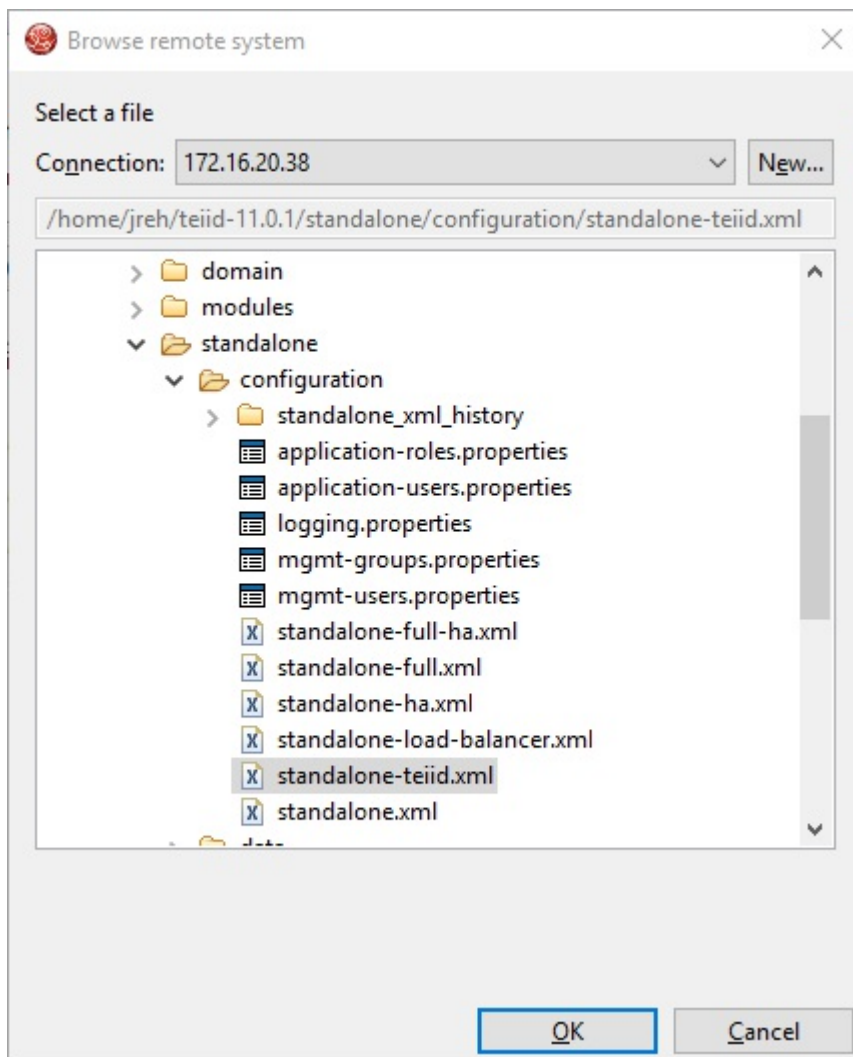 Browse remote system
Select a file
Connection: 172.16.20.38 New...
/home/jreh/teiid-11.0.1/standalone/configuration/standalone-teiid.xml
domain
modules
standalone
configuration
standalone_xml_history
application-roles.properties
application-users.properties
logging.properties
mgmt-groups.properties
mgmt-users.properties
standalone-full-ha.xml
standalone-full.xml
standalone-ha.xml
standalone-load-balancer.xml
standalone-teiid.xml
standalone.xml
OK Cancel